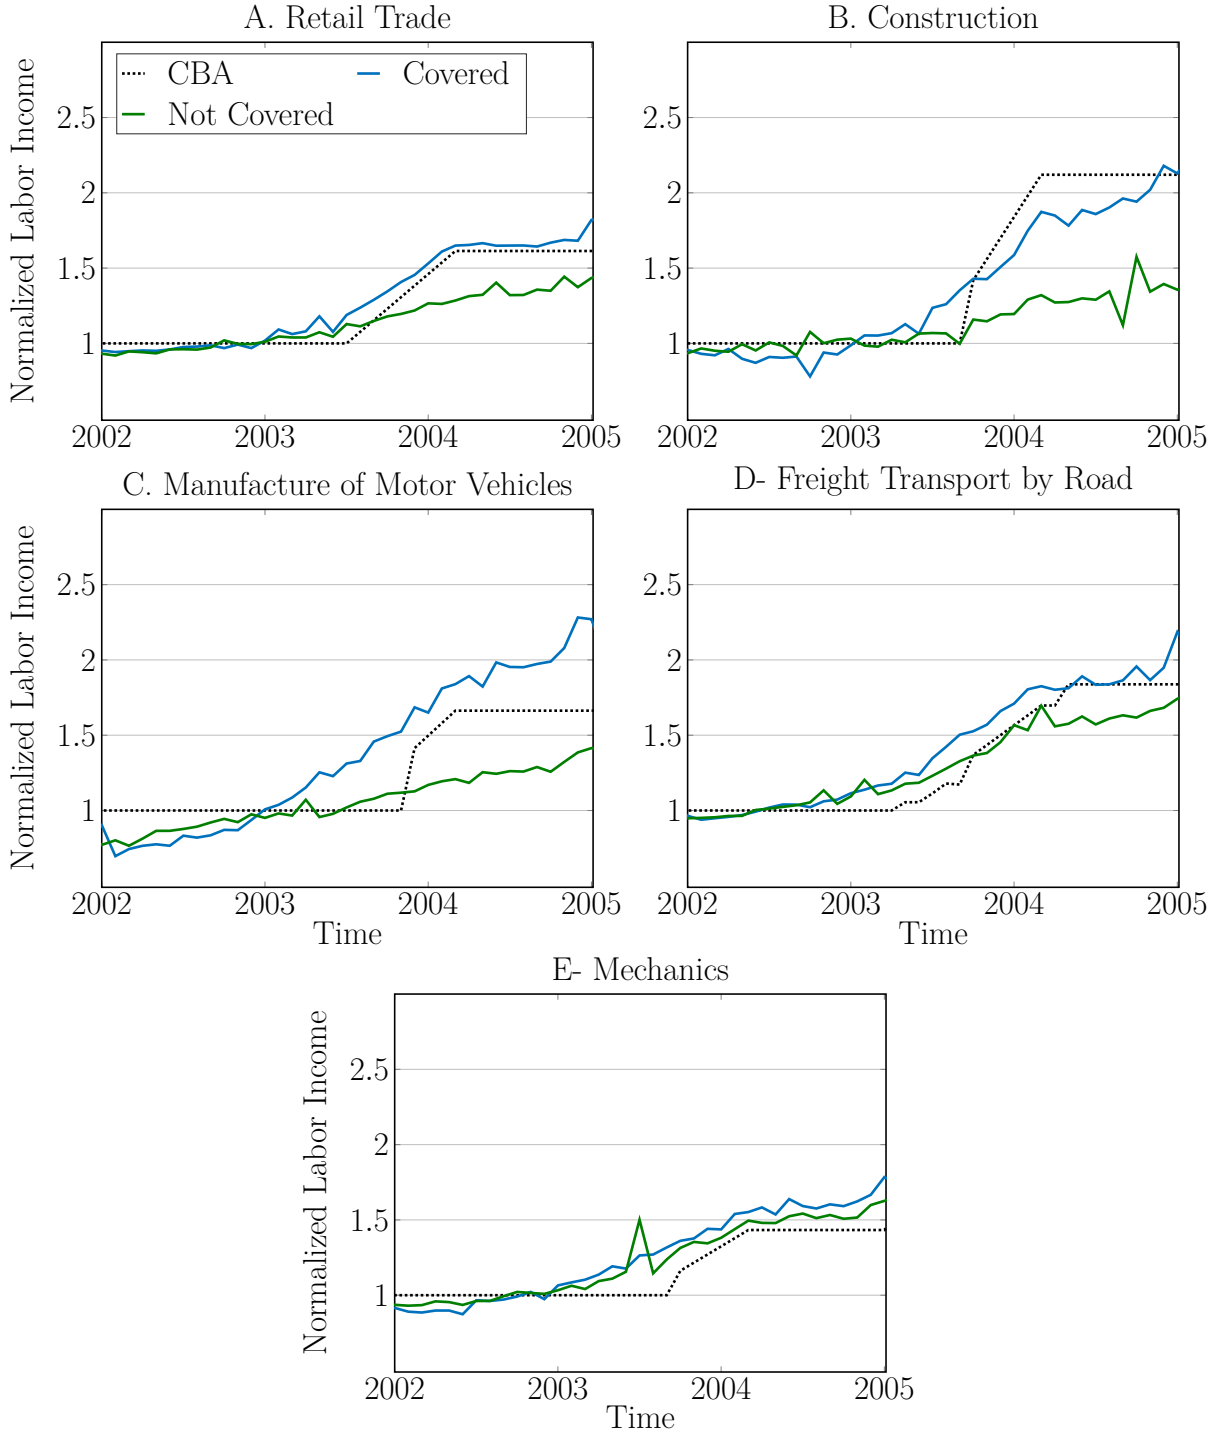 A. Retail Trade
Normalized Labor Income
2.5
2
1.5
1
2002 2003 2004 2005
CBA
Covered
Not Covered
B. Construction
2.5
2
1.5
1
2002 2003 2004 2005
C. Manufacture of Motor Vehicles
Normalized Labor Income
2.5
2
1.5
1
2002 2003 2004 2005
Time
D- Freight Transport by Road
2.5
2
1.5
1
2002 2003 2004 2005
Time
E- Mechanics
Normalized Labor Income
2.5
2
1.5
1
2002 2003 2004 2005
Time